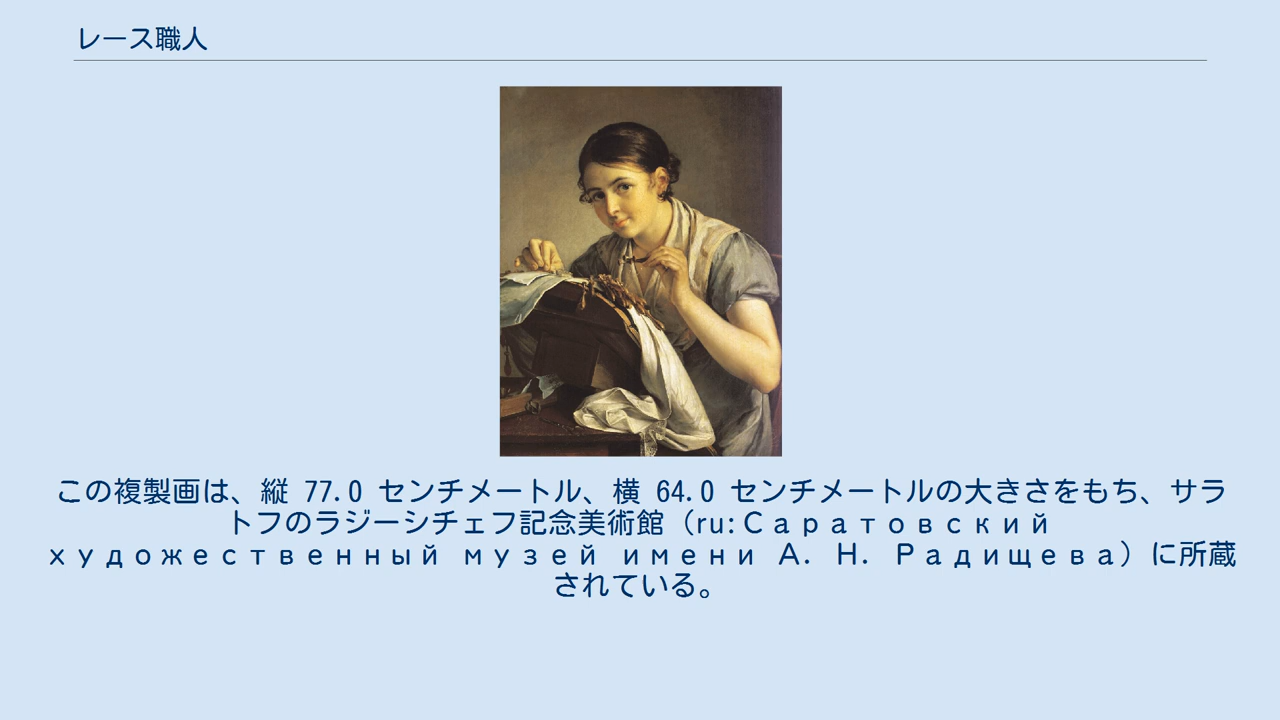 レース職人
この複製画は、縦 77.0 センチメートル、横 64.0 センチメートルの大きさをもち、サラ
トフのラジーシチェフ記念美術館（ru:Саратовский
художественный музей имени А. Н. Радищева）に所蔵
されている。